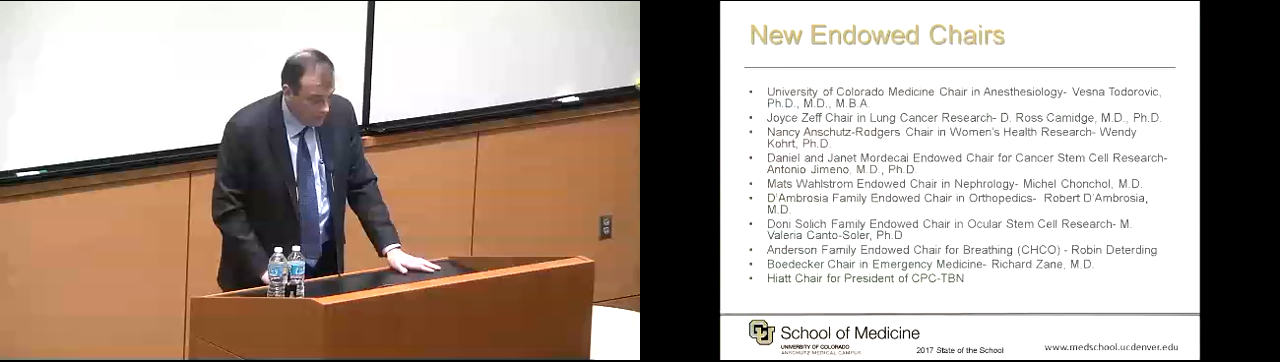 New Endowed Chairs
• University of Colorado Medicine Chair in Anesthesiology- Vesna Todorovic,
Ph.D., M.D., M.B.A.
• Joyce Zeff Chair in Lung Cancer Research- D. Ross Camidge, M.D., Ph.D.
• Nancy Anschutz-Rodgers Chair in Women's Health Research- Wendy
Kohrt, Ph.D.
• Daniel and Janet Mordecai Endowed Chair for Cancer Stem Cell Research-
Antonio Jimeno, M.D., Ph.D.
• Mats Wahlstrom Endowed Chair in Nephrology- Michel Chonchol, M.D.
• D'Ambrosia Family Endowed Chair in Orthopedics- Robert D'Ambrosia,
M.D.
• Doni Solich Family Endowed Chair in Ocular Stem Cell Research- M.
Valeria Canto-Soler, Ph.D
• Anderson Family Endowed Chair for Breathing (CHCO) - Robin Deterding
• Boedecker Chair in Emergency Medicine- Richard Zane, M.D.
• Hiatt Chair for President of CPC-TBN
CU School of Medicine
UNIVERSITY OF COLORADO
ANSCHUTZ MEDICAL CAMPUS
2017 State of the School
www.medschool.ucdenver.edu